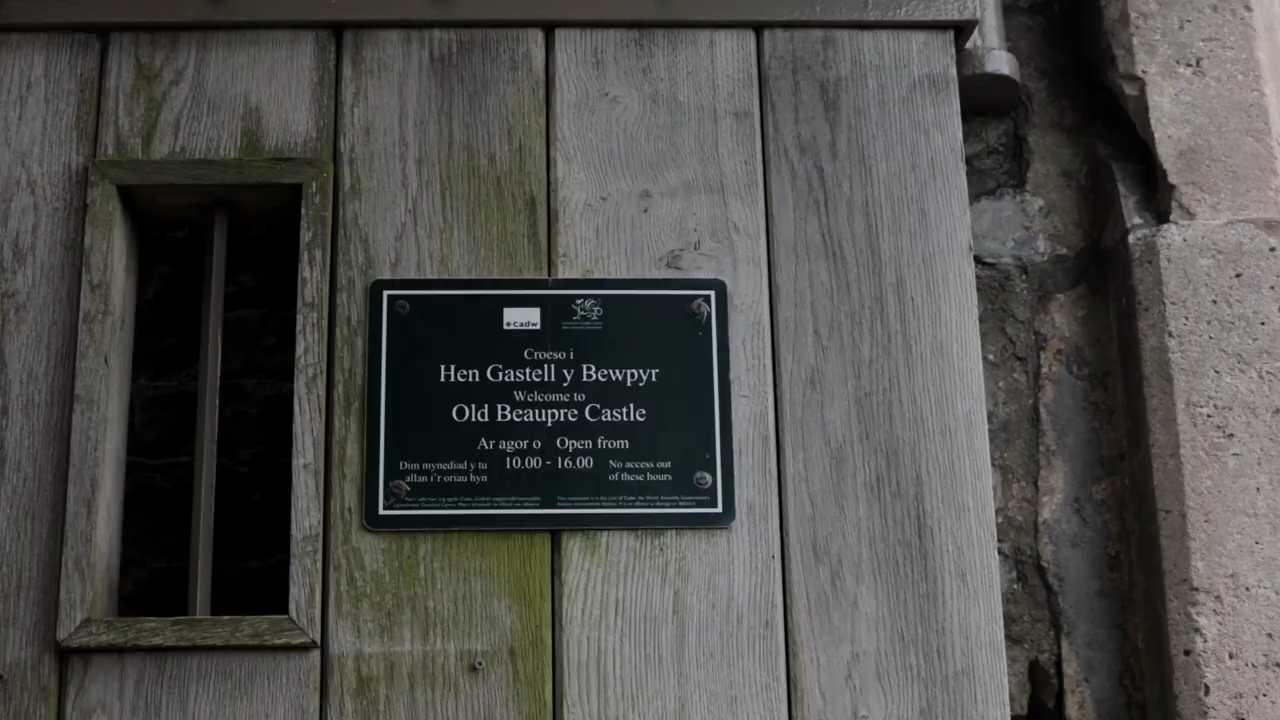 Cadw
Croeso i
Hen Gastell y Bewpyr
Welcome to
Old Beaupre Castle
Ar agor o Open from
10.00 - 16.00
Dim mynediad y tu
allan i'r oriau hyn
No access out
of these hours